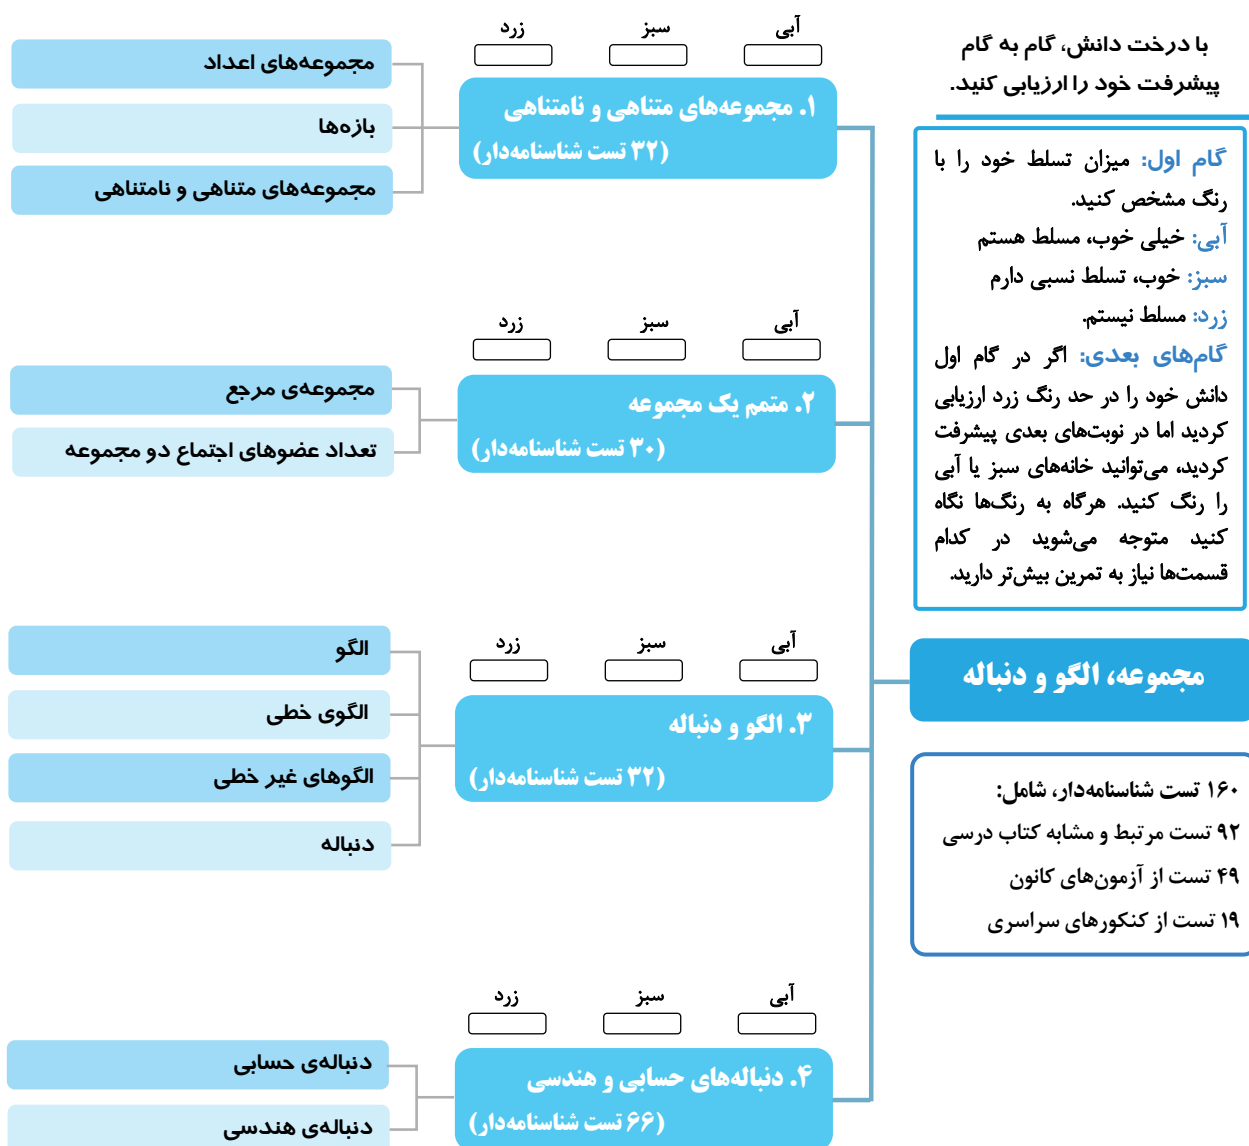 با درخت دانش، گام به گام
پیشرفت خود را ارزیابی کنید.
گام اول: میزان تسلط خود را با
رنگ مشخص کنید.
آبی: خیلی خوب، مسلط هستم
سبز: خوب، تسلط نسبی دارم
زرد: مسلط نیستم.
گام‌های بعدی: اگر در گام اول
دانش خود را در حد رنگ زرد ارزیابی
کردید اما در نوبت‌های بعدی پیشرفت
کردید، می‌توانید خانه‌های سبز یا آبی
را رنگ کنید. هرگاه به رنگ‌ها نگاه
کنید متوجه می‌شوید در کدام
قسمت‌ها نیاز به تمرین بیش‌تر دارید.
مجموعه، الگو و دنباله
۱۶۰ تست شناسنامه‌دار، شامل:
۹۲ تست مرتبط و مشابه کتاب درسی
۴۹ تست از آزمون‌های کانون
۱۹ تست از کنکورهای سراسری
آبی سبز زرد
۱. مجموعه‌های متناهی و نامتناهی
(۳۲ تست شناسنامه‌دار)
مجموعه‌های اعداد
بازه‌ها
مجموعه‌های متناهی و نامتناهی
آبی سبز زرد
۲. متمم یک مجموعه
(۳۰ تست شناسنامه‌دار)
مجموعه‌ی مرجع
تعداد عضوهای اجتماع دو مجموعه
آبی سبز زرد
۳. الگو و دنباله
(۳۲ تست شناسنامه‌دار)
الگو
الگوی خطی
الگوهای غیر خطی
دنباله
آبی سبز زرد
۴. دنباله‌های حسابی و هندسی
(۶۶ تست شناسنامه‌دار)
دنباله‌ی حسابی
دنباله‌ی هندسی